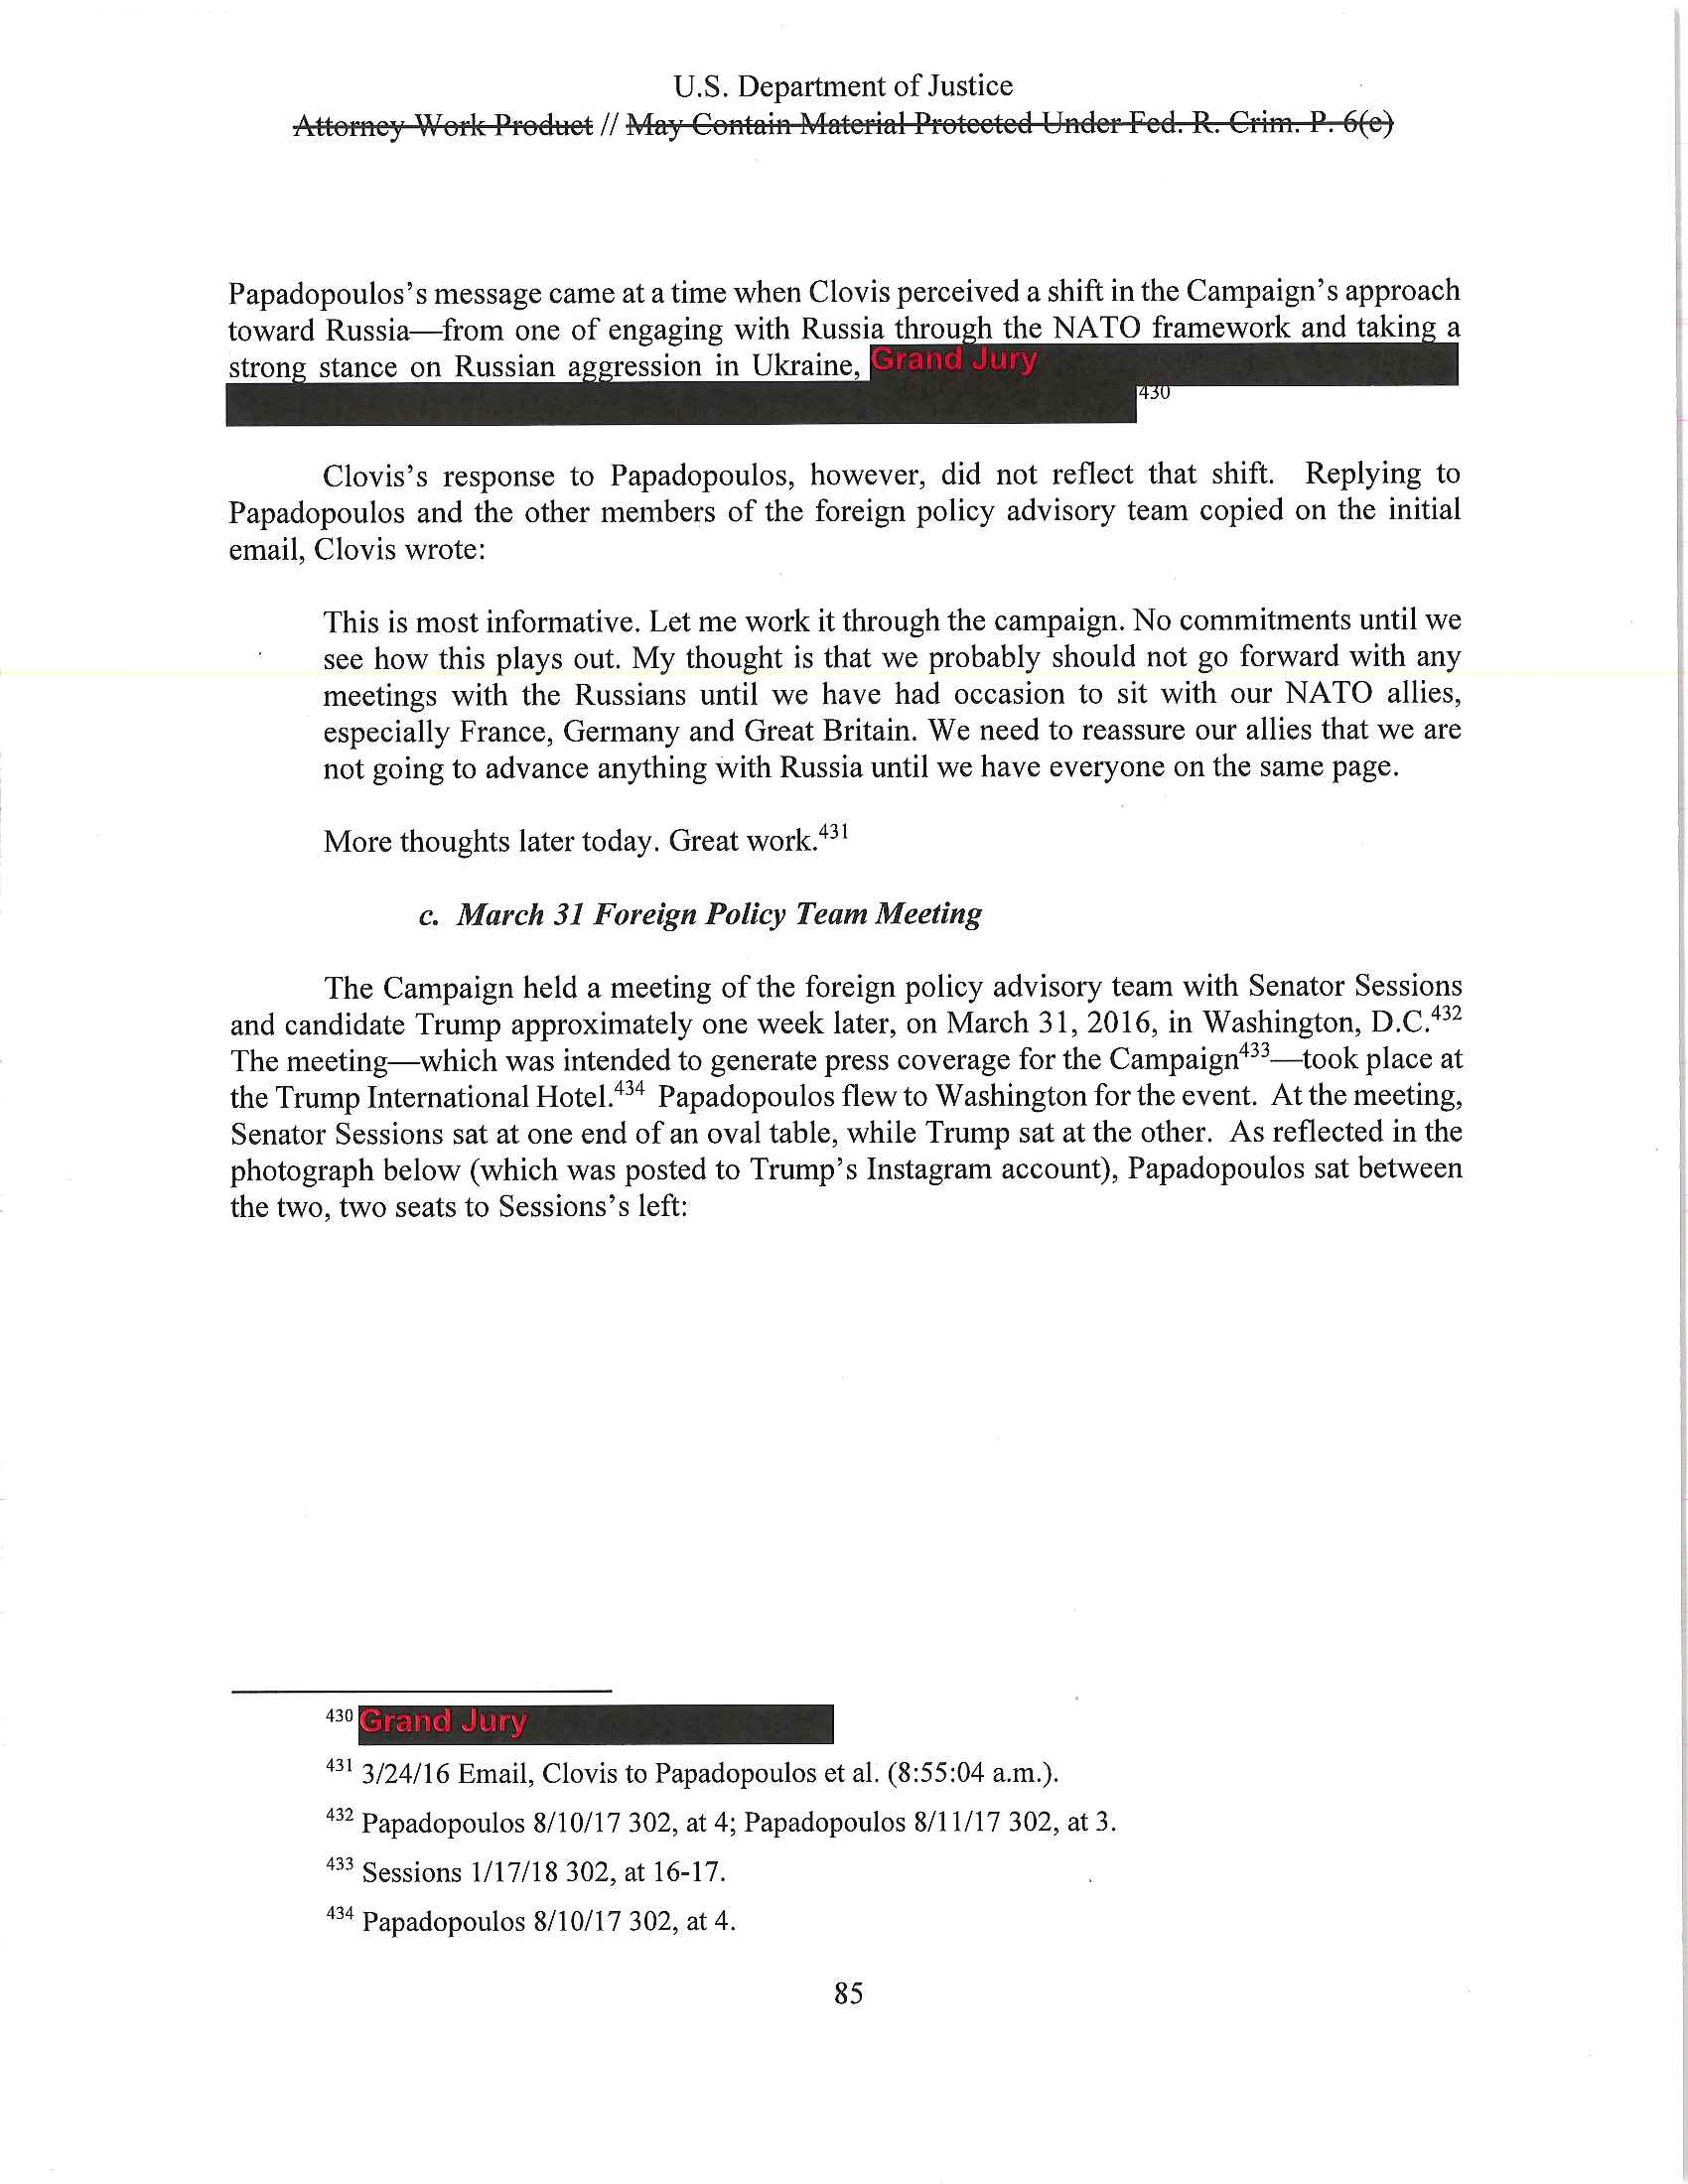 U.S. Department of Justice
Attorney Work Product // May Contain Material Protected Under Fed. R. Crim. P. 6(e)
Papadopoulos's message came at a time when Clovis perceived a shift in the Campaign's approach
toward Russia—from one of engaging with Russia through the NATO framework and taking a
strong stance on Russian aggression in Ukraine, Grand Jury
430
Clovis's response to Papadopoulos, however, did not reflect that shift. Replying to
Papadopoulos and the other members of the foreign policy advisory team copied on the initial
email, Clovis wrote:
This is most informative. Let me work it through the campaign. No commitments until we
see how this plays out. My thought is that we probably should not go forward with any
meetings with the Russians until we have had occasion to sit with our NATO allies,
especially France, Germany and Great Britain. We need to reassure our allies that we are
not going to advance anything with Russia until we have everyone on the same page.
More thoughts later today. Great work.431
c. March 31 Foreign Policy Team Meeting
The Campaign held a meeting of the foreign policy advisory team with Senator Sessions
and candidate Trump approximately one week later, on March 31, 2016, in Washington, D.C.432
The meeting—which was intended to generate press coverage for the Campaign433—took place at
the Trump International Hotel.434 Papadopoulos flew to Washington for the event. At the meeting,
Senator Sessions sat at one end of an oval table, while Trump sat at the other. As reflected in the
photograph below (which was posted to Trump's Instagram account), Papadopoulos sat between
the two, two seats to Sessions's left:
430 Grand Jury
431 3/24/16 Email, Clovis to Papadopoulos et al. (8:55:04 a.m.).
432 Papadopoulos 8/10/17 302, at 4; Papadopoulos 8/11/17 302, at 3.
433 Sessions 1/17/18 302, at 16-17.
434 Papadopoulos 8/10/17 302, at 4.
85